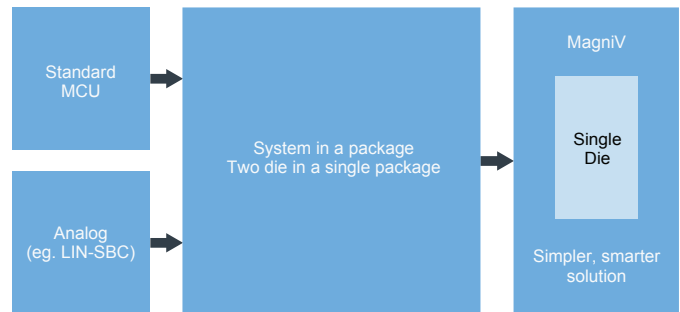 Standard
MCU
Analog
(eg. LIN-SBC)
System in a package
Two die in a single package
MagniV
Single
Die
Simpler, smarter
solution